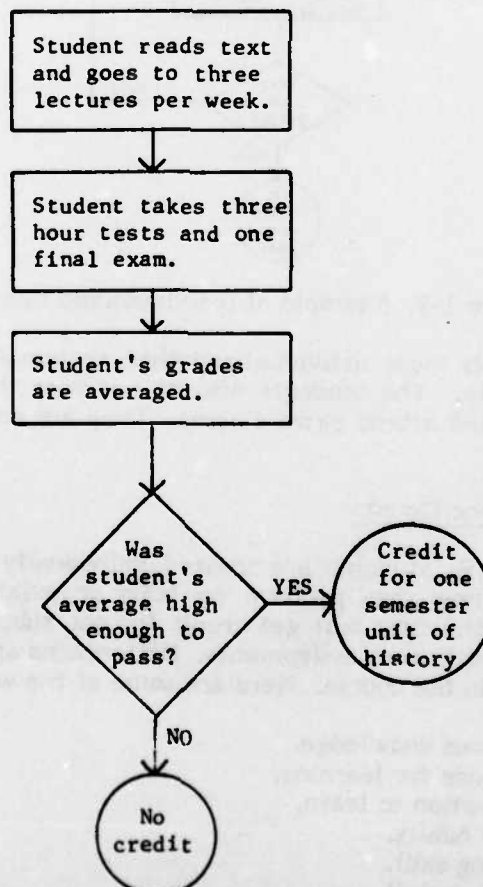 Student reads text
and goes to three
lectures per week.
Student takes three
hour tests and one
final exam.
Student's grades
are averaged.
Was
student's
average high
enough to
pass?
YES
Credit
for one
semester
unit of
history
NO
No
credit